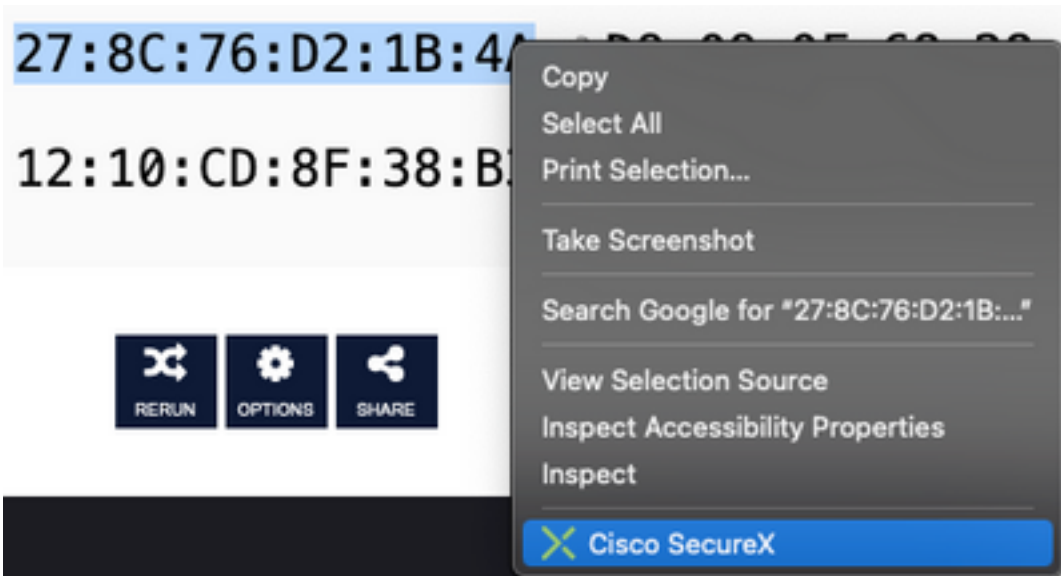 27:8C:76:D2:1B:4A
Copy
Select All
12:10:CD:8F:38:B
Print Selection...
Take Screenshot
Search Google for "27:8C:76:D2:1B:..."
RERUN OPTIONS SHARE
View Selection Source
Inspect Accessibility Properties
Inspect
Cisco SecureX